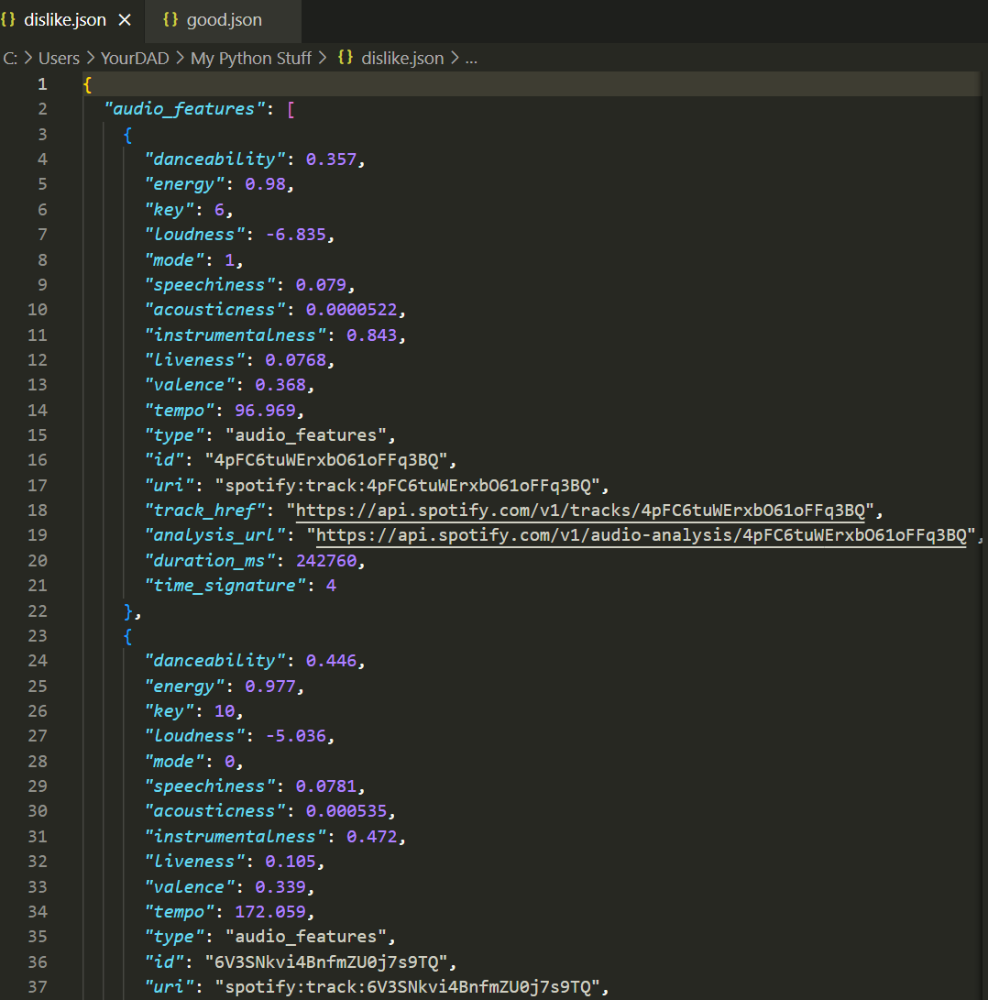 {} dislike.json × {} good.json
C: > Users > YourDAD > My Python Stuff > {} dislike.json > ...
1 {
2 "audio_features": [
3 {
4 "danceability": 0.357,
5 "energy": 0.98,
6 "key": 6,
7 "loudness": -6.835,
8 "mode": 1,
9 "speechiness": 0.079,
10 "acousticness": 0.0000522,
11 "instrumentalness": 0.843,
12 "liveness": 0.0768,
13 "valence": 0.368,
14 "tempo": 96.969,
15 "type": "audio_features",
16 "id": "4pFC6tuWErxbO61oFFq3BQ",
17 "uri": "spotify:track:4pFC6tuWErxbO61oFFq3BQ",
18 "track_href": "https://api.spotify.com/v1/tracks/4pFC6tuWErxbO61oFFq3BQ",
19 "analysis_url": "https://api.spotify.com/v1/audio-analysis/4pFC6tuWErxbO61oFFq3BQ",
20 "duration_ms": 242760,
21 "time_signature": 4
22 },
23 {
24 "danceability": 0.446,
25 "energy": 0.977,
26 "key": 10,
27 "loudness": -5.036,
28 "mode": 0,
29 "speechiness": 0.0781,
30 "acousticness": 0.000535,
31 "instrumentalness": 0.472,
32 "liveness": 0.105,
33 "valence": 0.339,
34 "tempo": 172.059,
35 "type": "audio_features",
36 "id": "6V3SNkvi4BnfmZU0j7s9TQ",
37 "uri": "spotify:track:6V3SNkvi4BnfmZU0j7s9TQ",